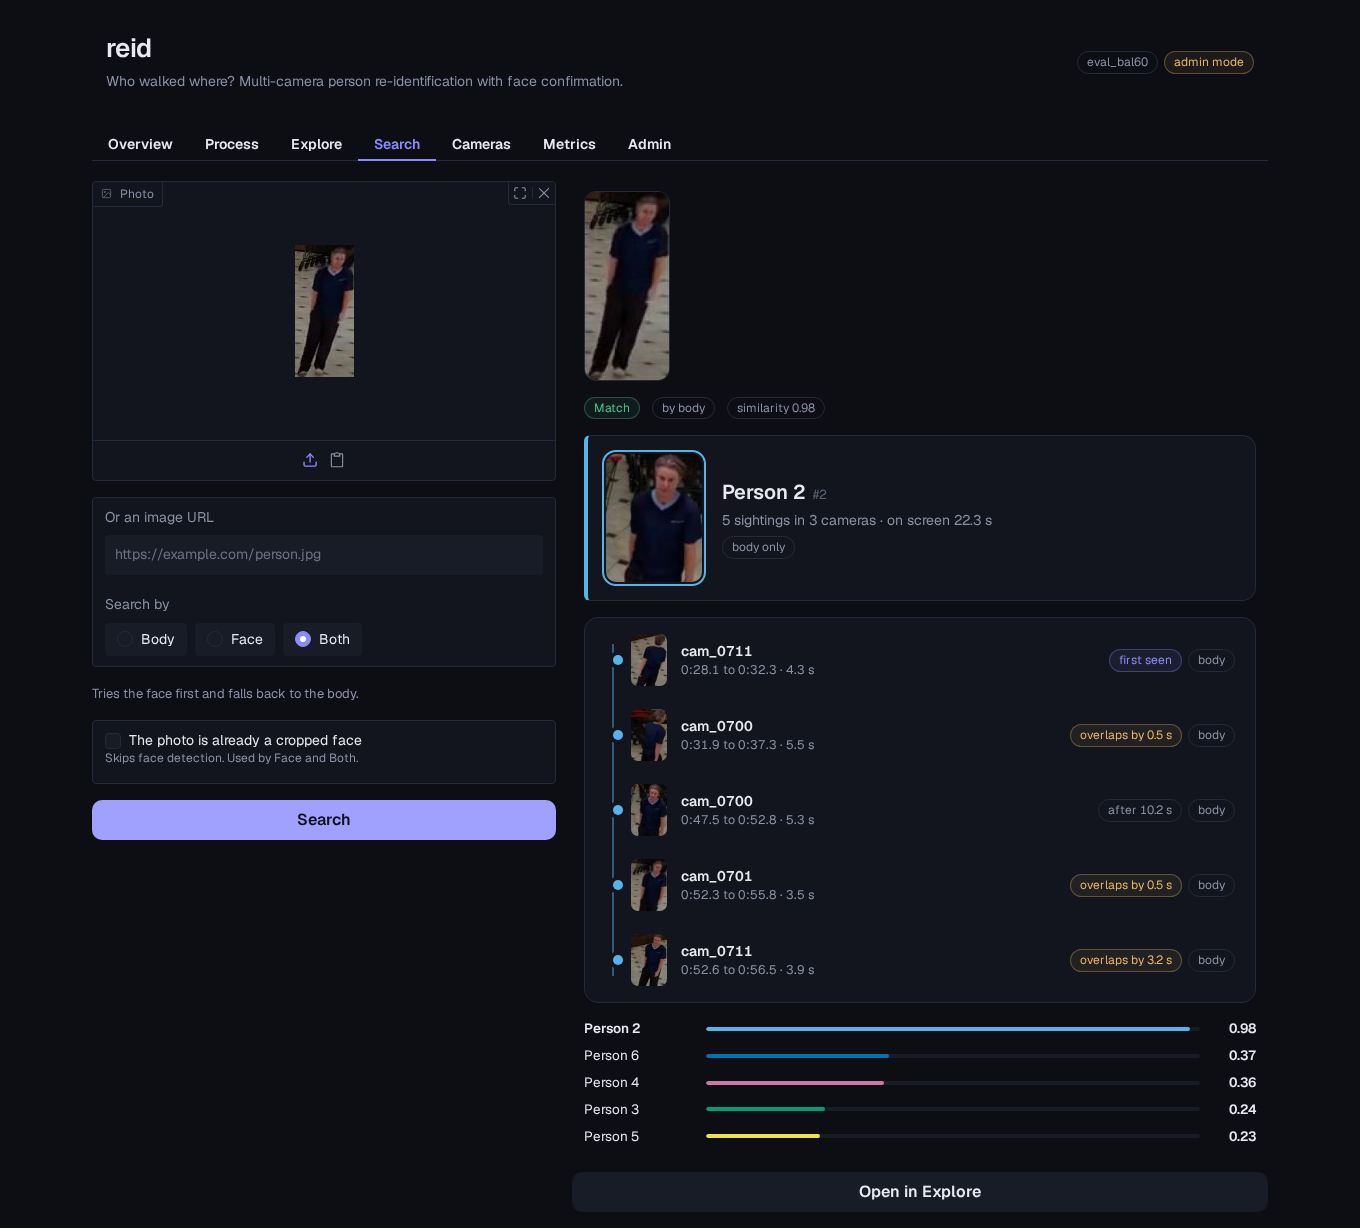 reid
Who walked where? Multi-camera person re-identification with face confirmation.
eval_bal60
admin mode
Overview
Process
Explore
Search
Cameras
Metrics
Admin
Photo
Or an image URL
https://example.com/person.jpg
Search by
Body
Face
Both
Tries the face first and falls back to the body.
The photo is already a cropped face
Skips face detection. Used by Face and Both.
Search
Match
by body
similarity 0.98
Person 2 #2
5 sightings in 3 cameras · on screen 22.3 s
body only
cam_0711
0:28.1 to 0:32.3 · 4.3 s
first seen
body
cam_0700
0:31.9 to 0:37.3 · 5.5 s
overlaps by 0.5 s
body
cam_0700
0:47.5 to 0:52.8 · 5.3 s
after 10.2 s
body
cam_0701
0:52.3 to 0:55.8 · 3.5 s
overlaps by 0.5 s
body
cam_0711
0:52.6 to 0:56.5 · 3.9 s
overlaps by 3.2 s
body
Person 2 0.98
Person 6 0.37
Person 4 0.36
Person 3 0.24
Person 5 0.23
Open in Explore